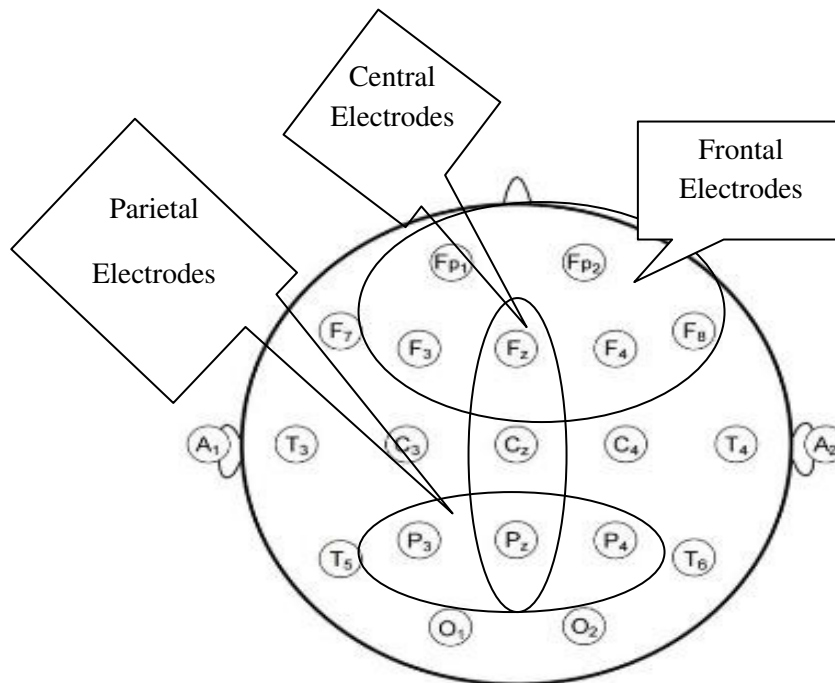 Central
Electrodes
Frontal
Electrodes
Parietal
Electrodes
Fp1 Fp2
F7 F3 Fz F4 F8
A1 T3 C3 Cz C4 T4 A2
T5 P3 Pz P4 T6
O1 O2